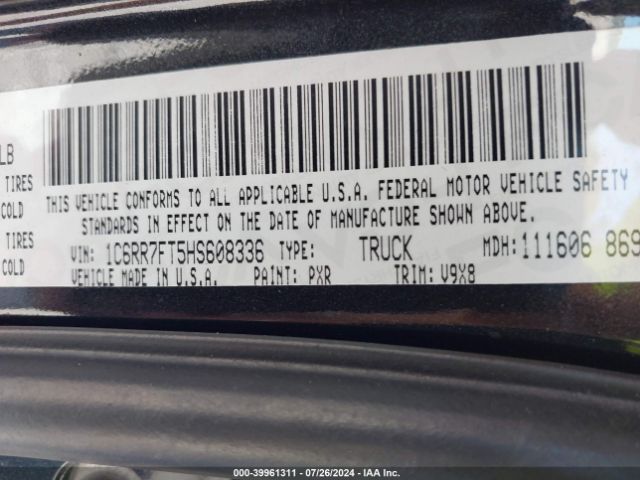 LB
TIRES
COLD
TIRES
COLD
THIS VEHICLE CONFORMS TO ALL APPLICABLE U.S.A. FEDERAL MOTOR VEHICLE SAFETY
STANDARDS IN EFFECT ON THE DATE OF MANUFACTURE SHOWN ABOVE.
VIN: 1C6RR7FT5HS608336 TYPE: TRUCK MDH:111606 869
VEHICLE MADE IN U.S.A. PAINT: PXR TRIM: V9X8
000-39961311 - 07/26/2024 - IAA Inc.